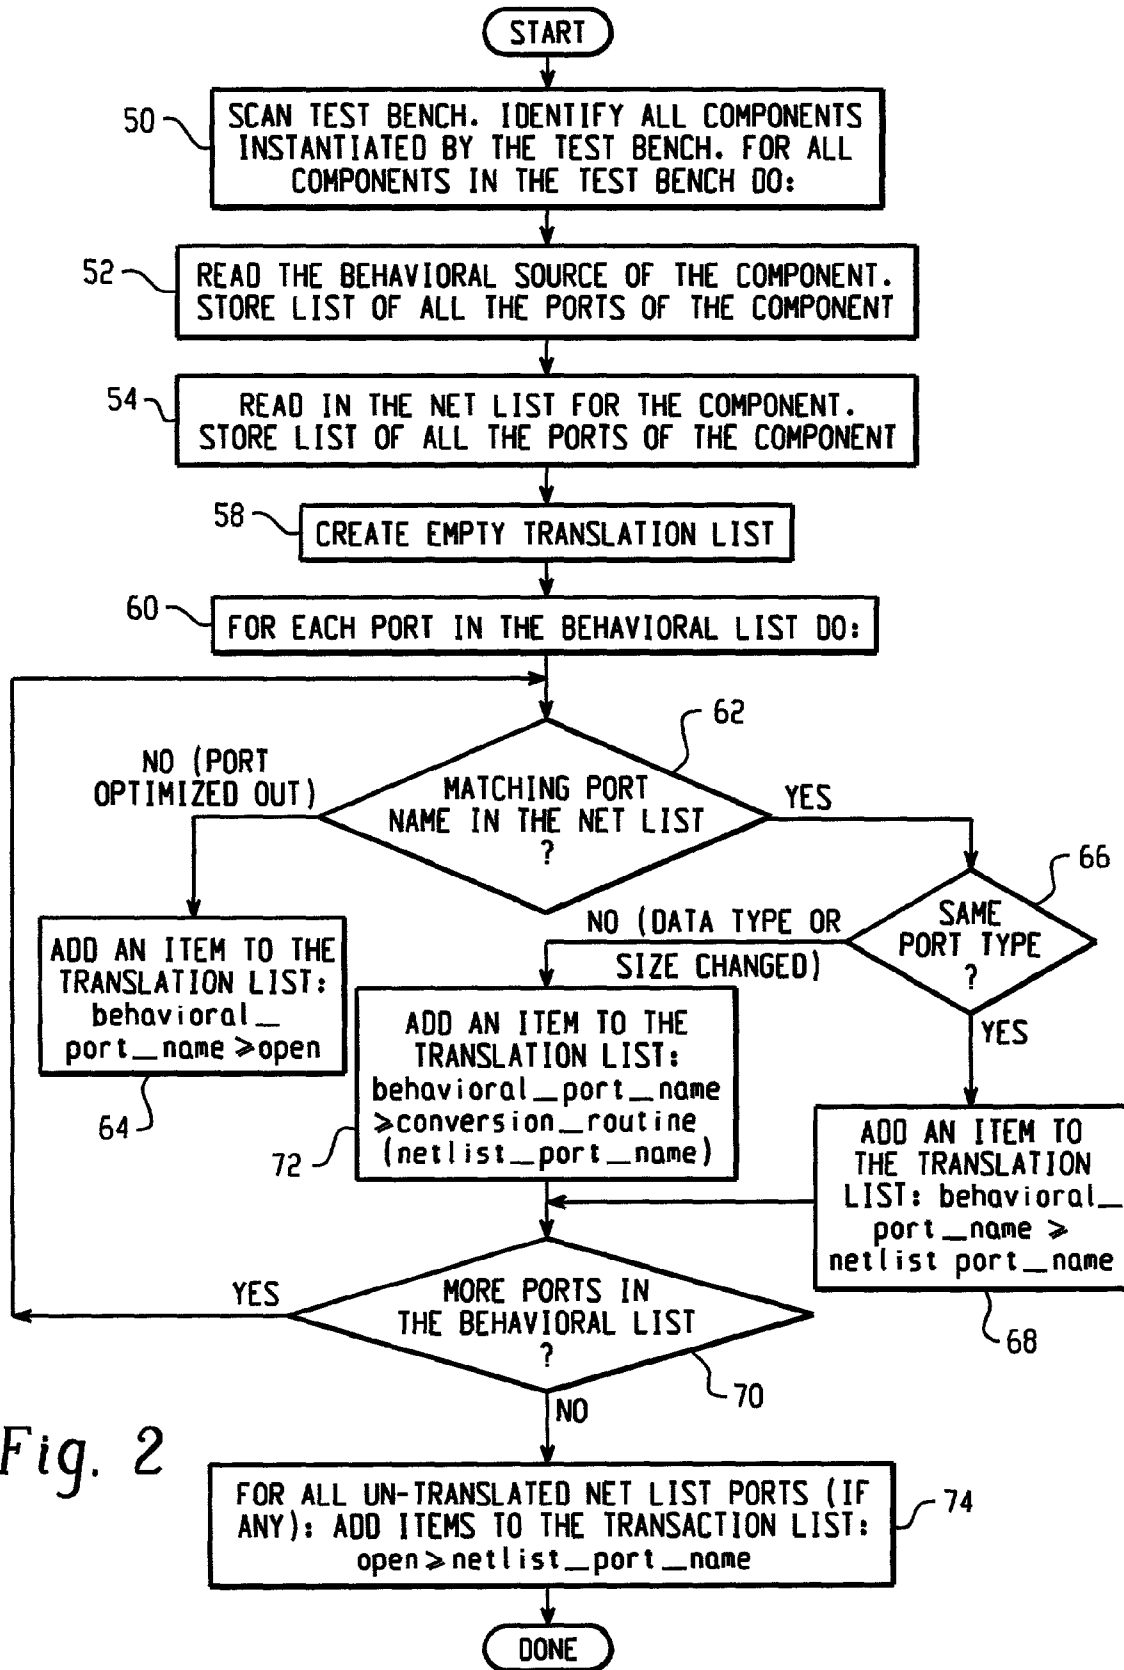 START
50
SCAN TEST BENCH. IDENTIFY ALL COMPONENTS
INSTANTIATED BY THE TEST BENCH. FOR ALL
COMPONENTS IN THE TEST BENCH DO:
52
READ THE BEHAVIORAL SOURCE OF THE COMPONENT.
STORE LIST OF ALL THE PORTS OF THE COMPONENT
54
READ IN THE NET LIST FOR THE COMPONENT.
STORE LIST OF ALL THE PORTS OF THE COMPONENT
58
CREATE EMPTY TRANSLATION LIST
60
FOR EACH PORT IN THE BEHAVIORAL LIST DO:
62
NO (PORT
OPTIMIZED OUT)
MATCHING PORT
NAME IN THE NET LIST
?
YES
66
SAME
PORT TYPE
?
NO (DATA TYPE OR
SIZE CHANGED)
YES
ADD AN ITEM TO THE
TRANSLATION LIST:
behavioral_
port_name⩾open
64
ADD AN ITEM TO THE
TRANSLATION LIST:
behavioral_port_name
⩾conversion_routine
(netlist_port_name)
72
ADD AN ITEM TO
THE TRANSLATION
LIST: behavioral_
port_name ⩾
netlist port_name
68
YES
MORE PORTS IN
THE BEHAVIORAL LIST
?
70
NO
Fig. 2
FOR ALL UN-TRANSLATED NET LIST PORTS (IF
ANY): ADD ITEMS TO THE TRANSACTION LIST:
open⩾netlist_port_name
74
DONE